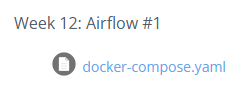 Week 12: Airflow #1
docker-compose.yaml